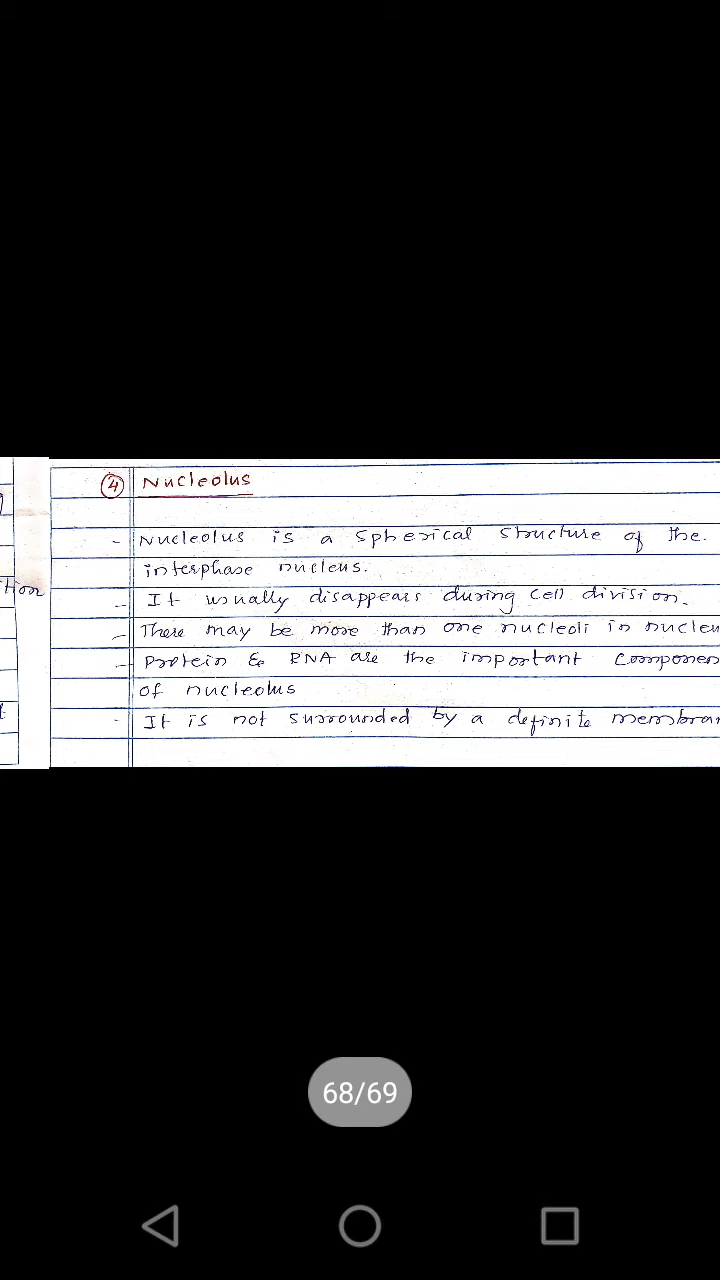 ④ Nucleolus
- Nucleolus is a spherical structure of the.
interphase nucleus.
-- It usually disappears during cell division.
- There may be more than one nucleoli in nucleu
- Protein & RNA are the important Componen
tion
of nucleolus
- It is not surrounded by a definite membran
68/69